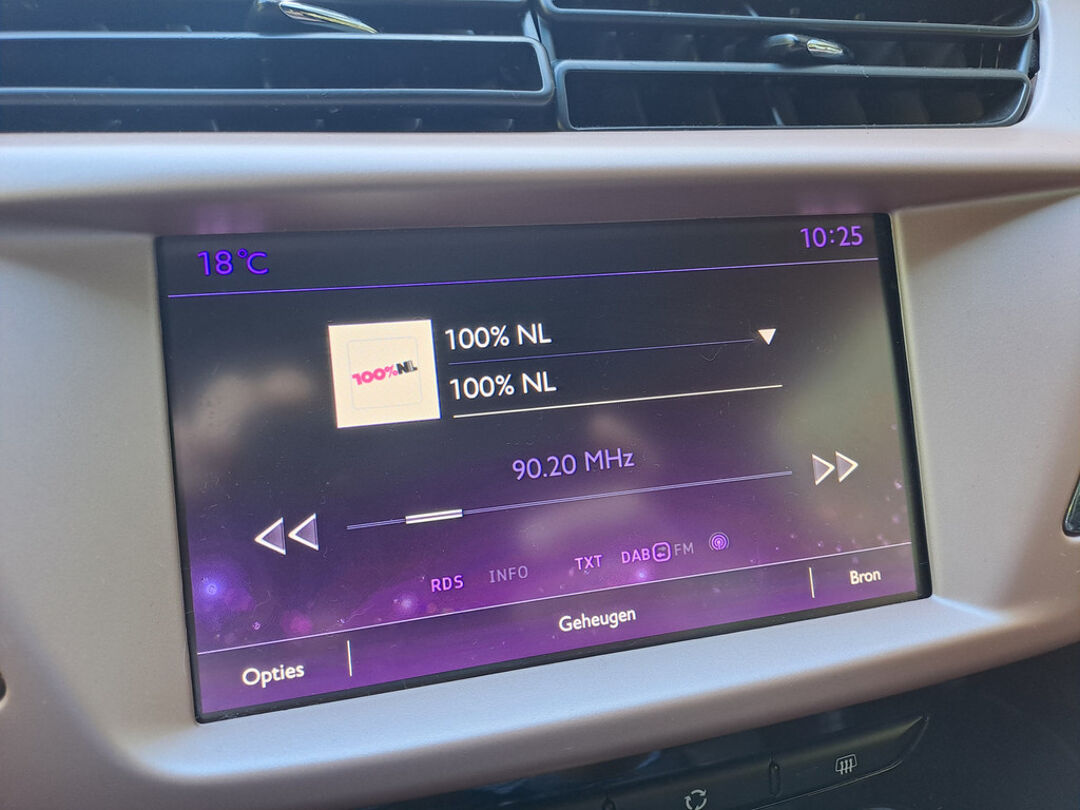 18°C
10:25
100% NL
100%NL
100% NL
90.20 MHz
RDS INFO TXT DAB FM
Opties Geheugen Bron